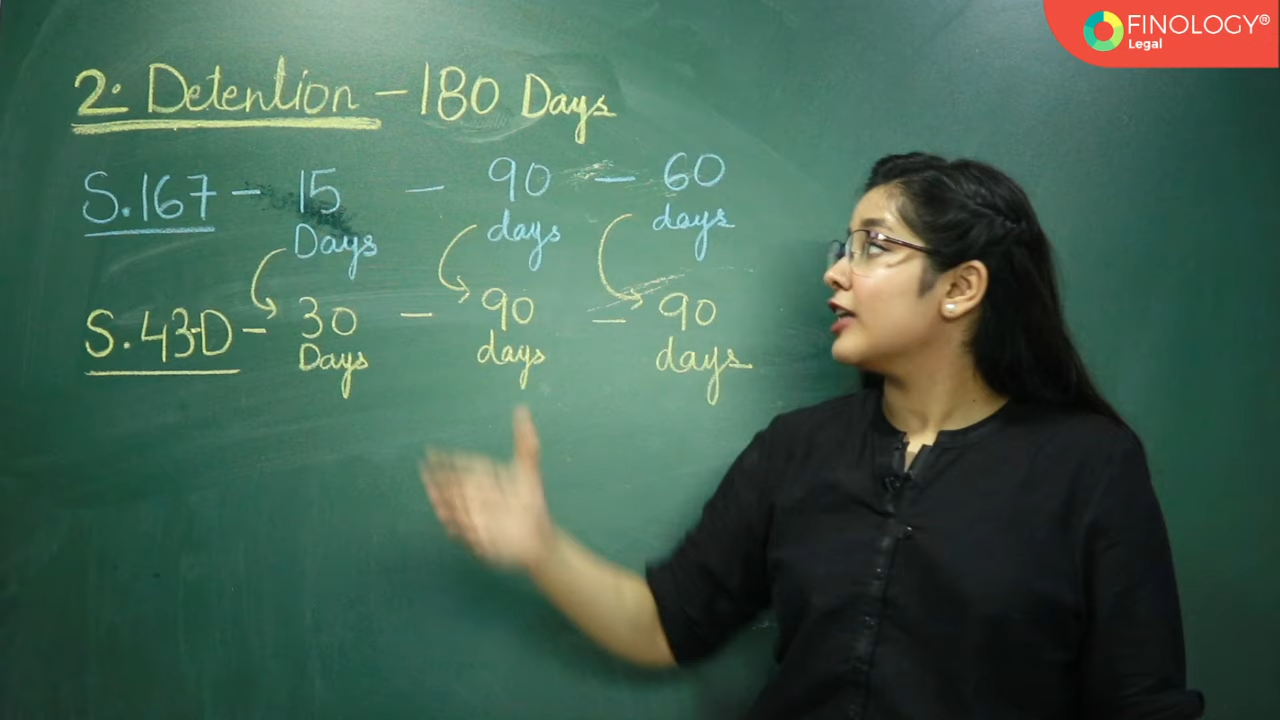 FINOLOGY®
Legal
2. Detention – 180 Days
S.167 – 15 Days – 90 days – 60 days
S.43-D – 30 Days – 90 days – 90 days